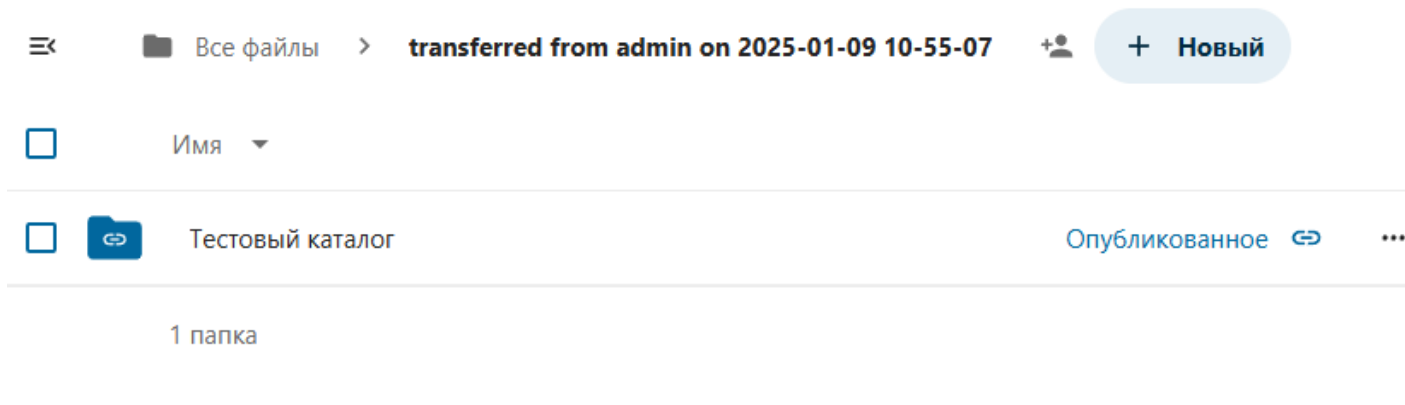 Все файлы > transferred from admin on 2025-01-09 10-55-07 + Новый
Имя
Тестовый каталог Опубликованное
1 папка